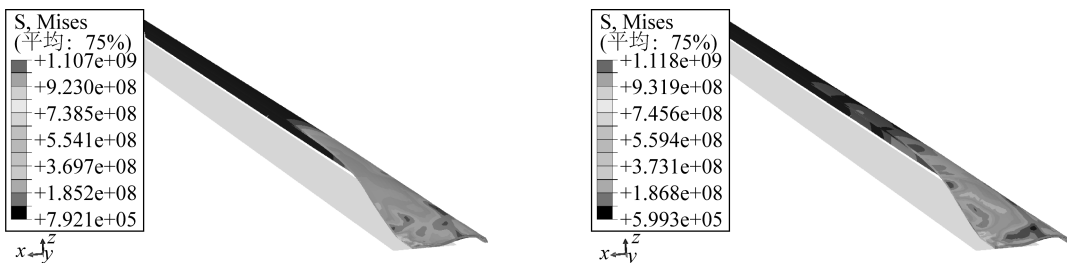 S, Mises
(平均: 75%)
+1.107e+09
+9.230e+08
+7.385e+08
+5.541e+08
+3.697e+08
+1.852e+08
+7.921e+05
z
x y
S, Mises
(平均: 75%)
+1.118e+09
+9.319e+08
+7.456e+08
+5.594e+08
+3.731e+08
+1.868e+08
+5.993e+05
z
x y